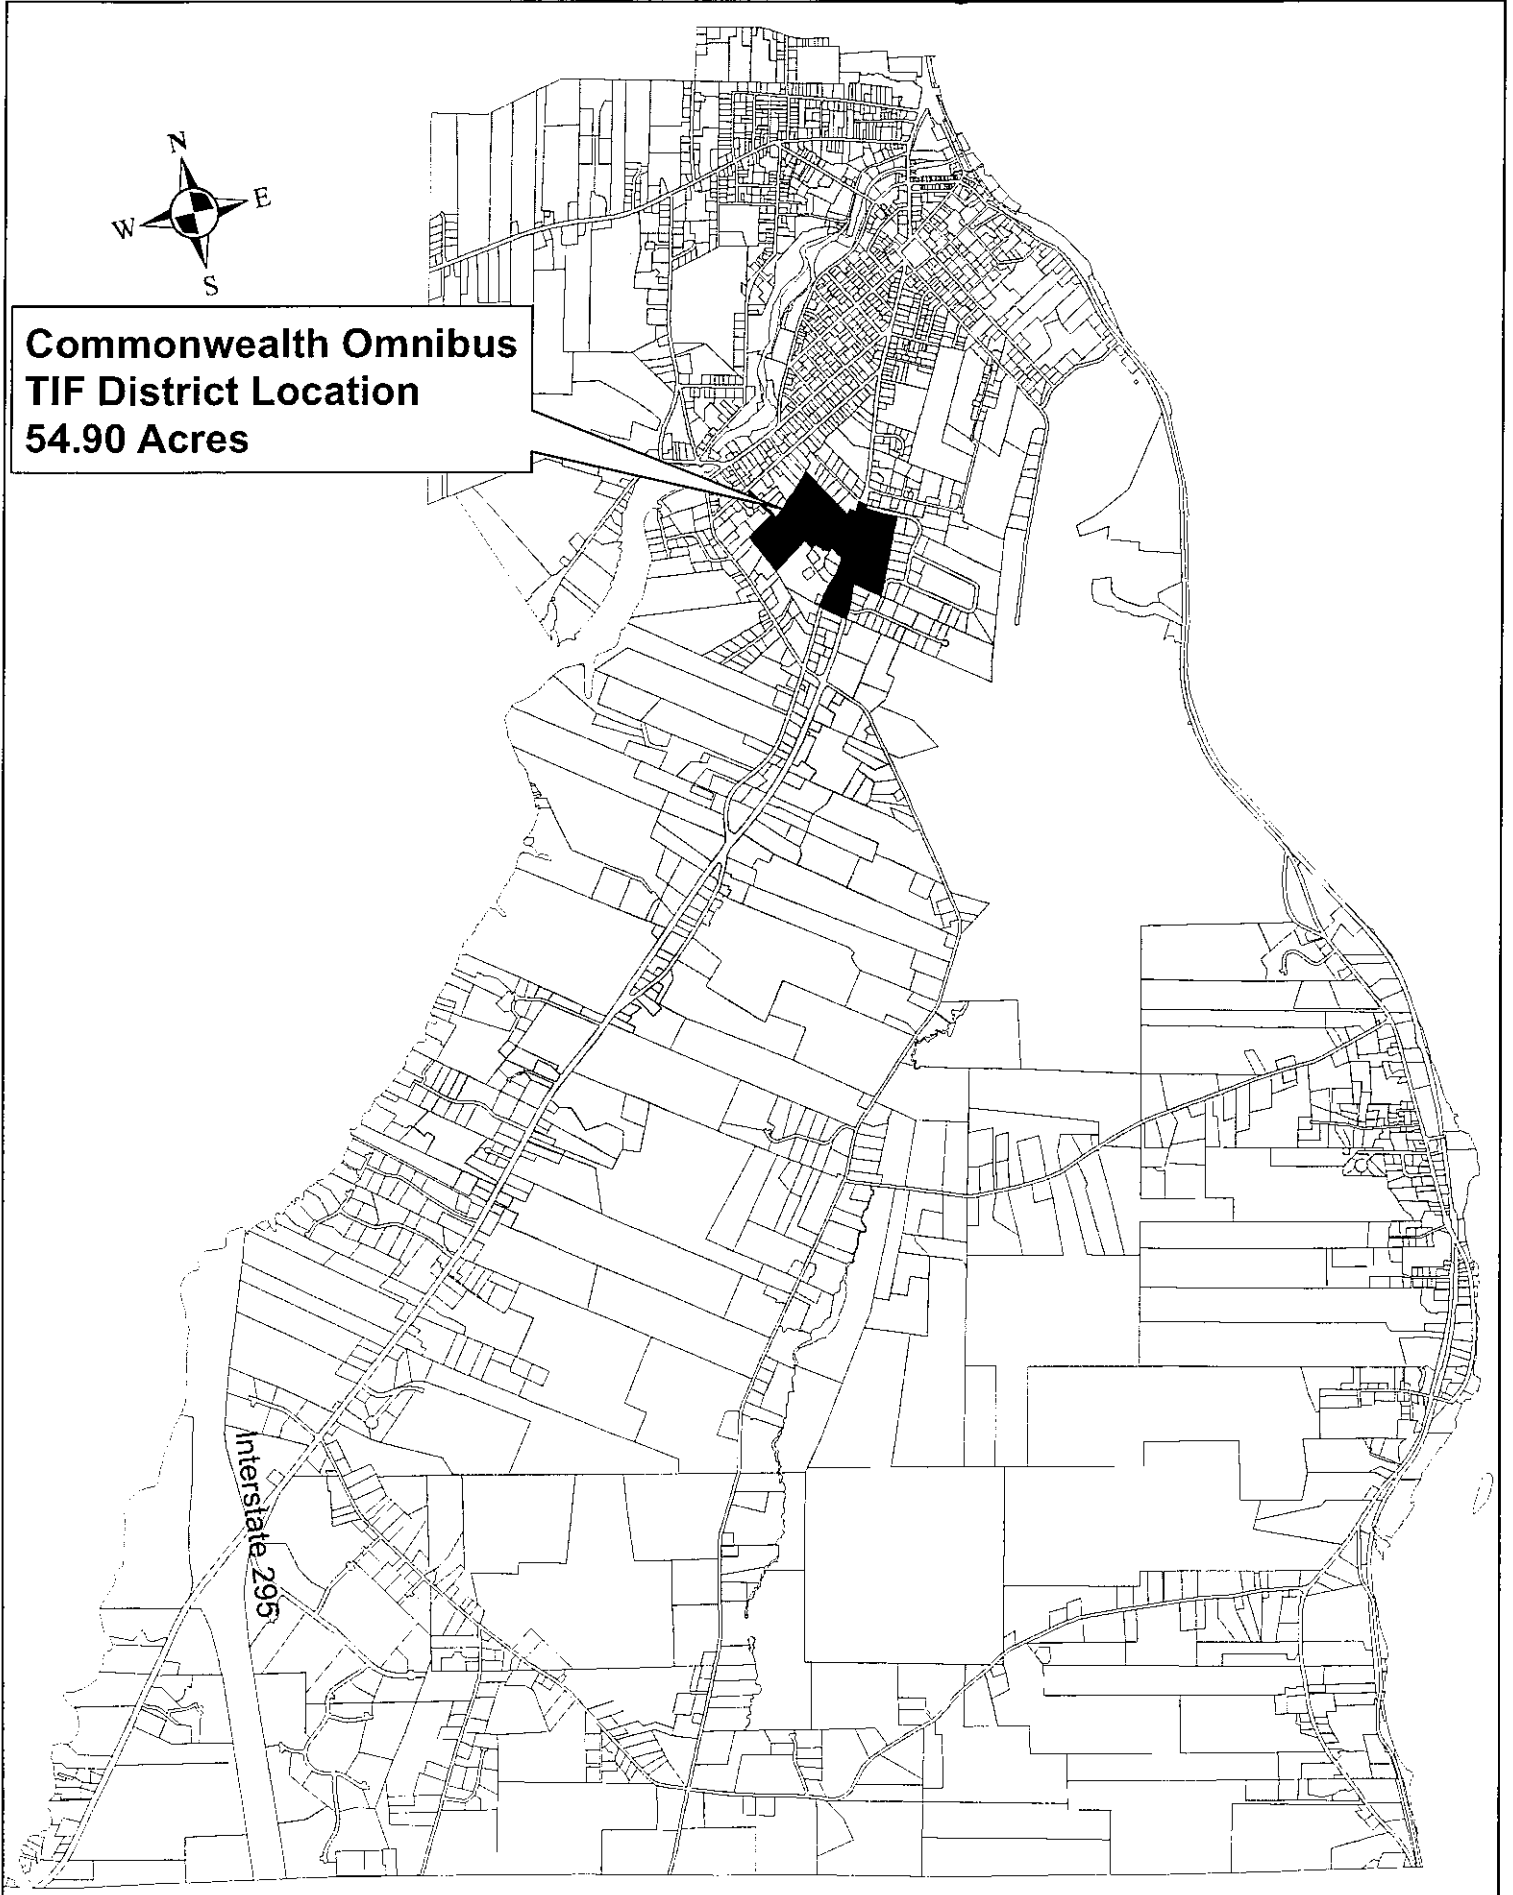 N
W E
S
Commonwealth Omnibus
TIF District Location
54.90 Acres
Interstate 295